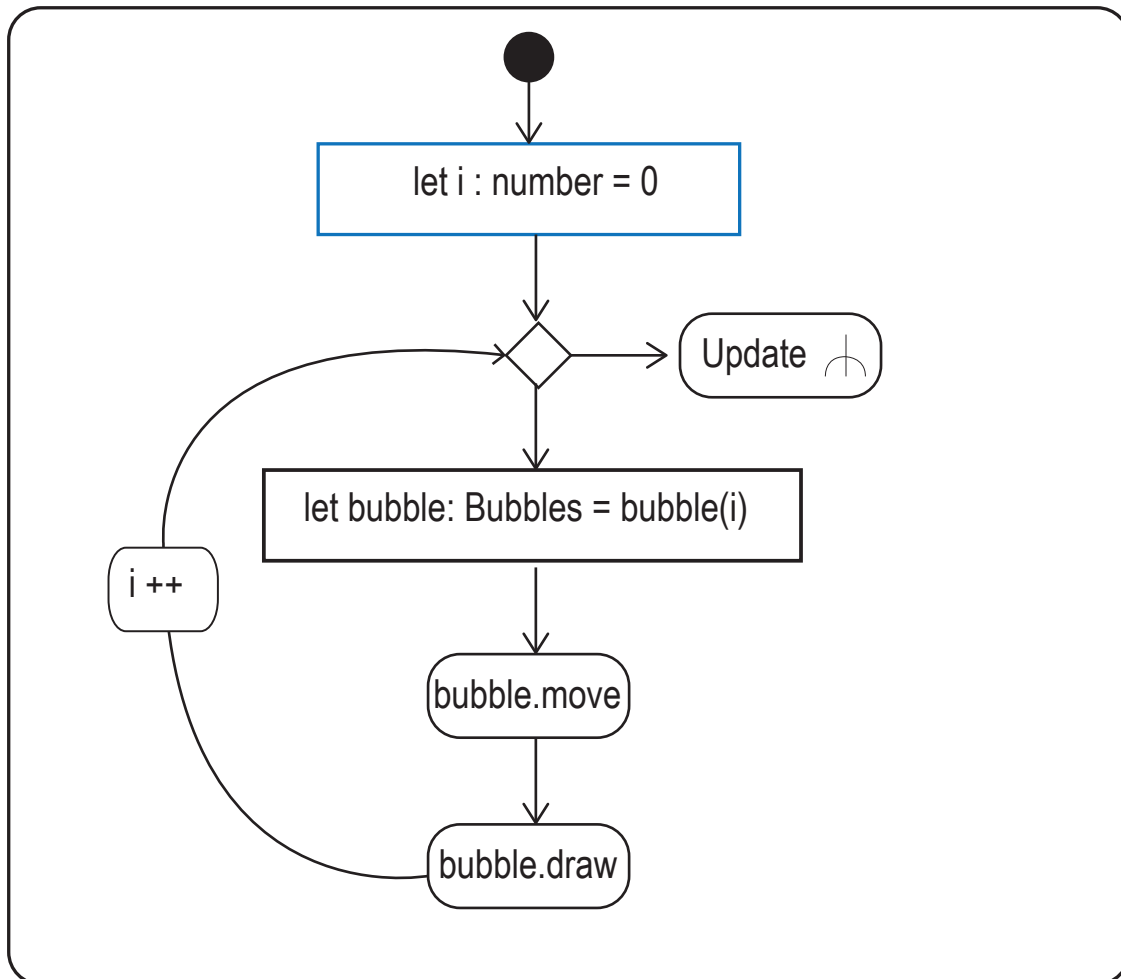 let i : number = 0
Update
let bubble: Bubbles = bubble(i)
i ++
bubble.move
bubble.draw